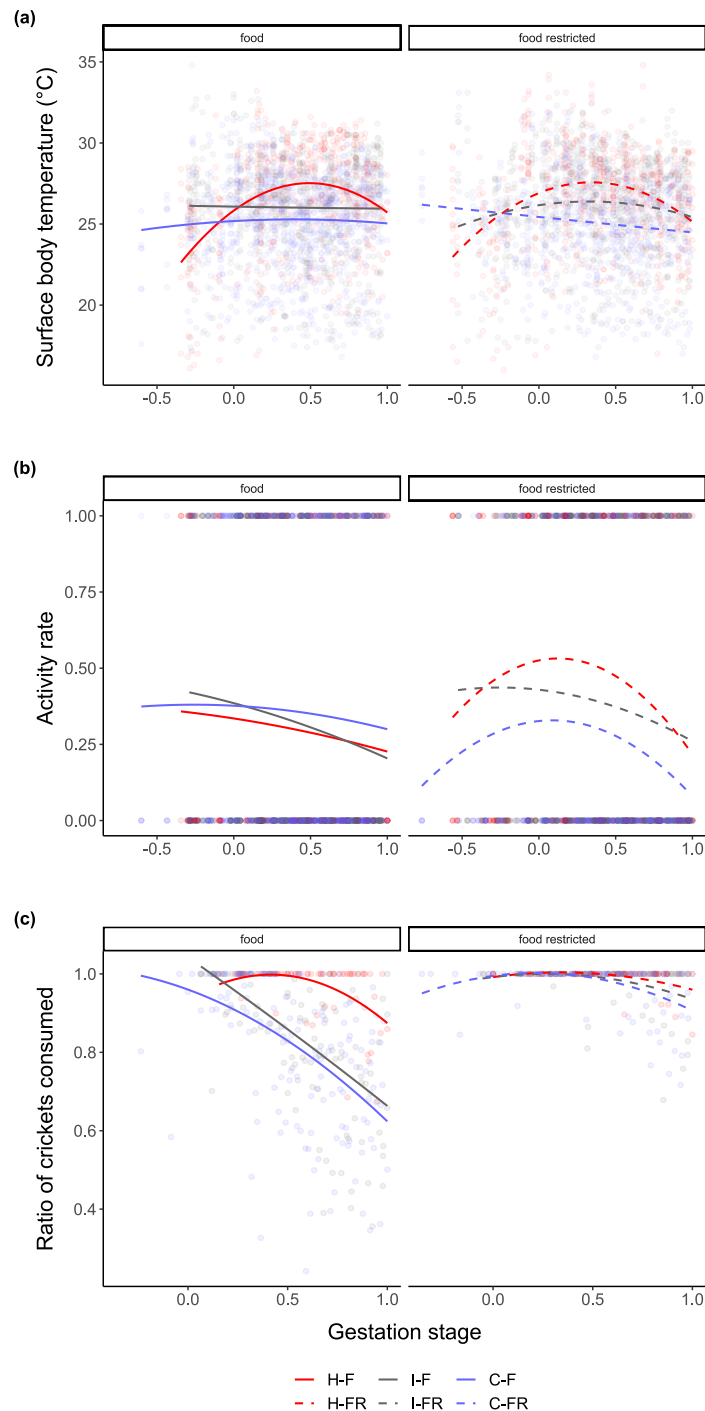 (a)
food food restricted
35
30
25
20
Surface body temperature (°C)
-0.5 0.0 0.5 1.0 -0.5 0.0 0.5 1.0
(b)
food food restricted
1.00
0.75
0.50
0.25
0.00
Activity rate
-0.5 0.0 0.5 1.0 -0.5 0.0 0.5 1.0
(c)
food food restricted
1.0
0.8
0.6
0.4
Ratio of crickets consumed
0.0 0.5 1.0 0.0 0.5 1.0
Gestation stage
H-F I-F C-F
H-FR I-FR C-FR